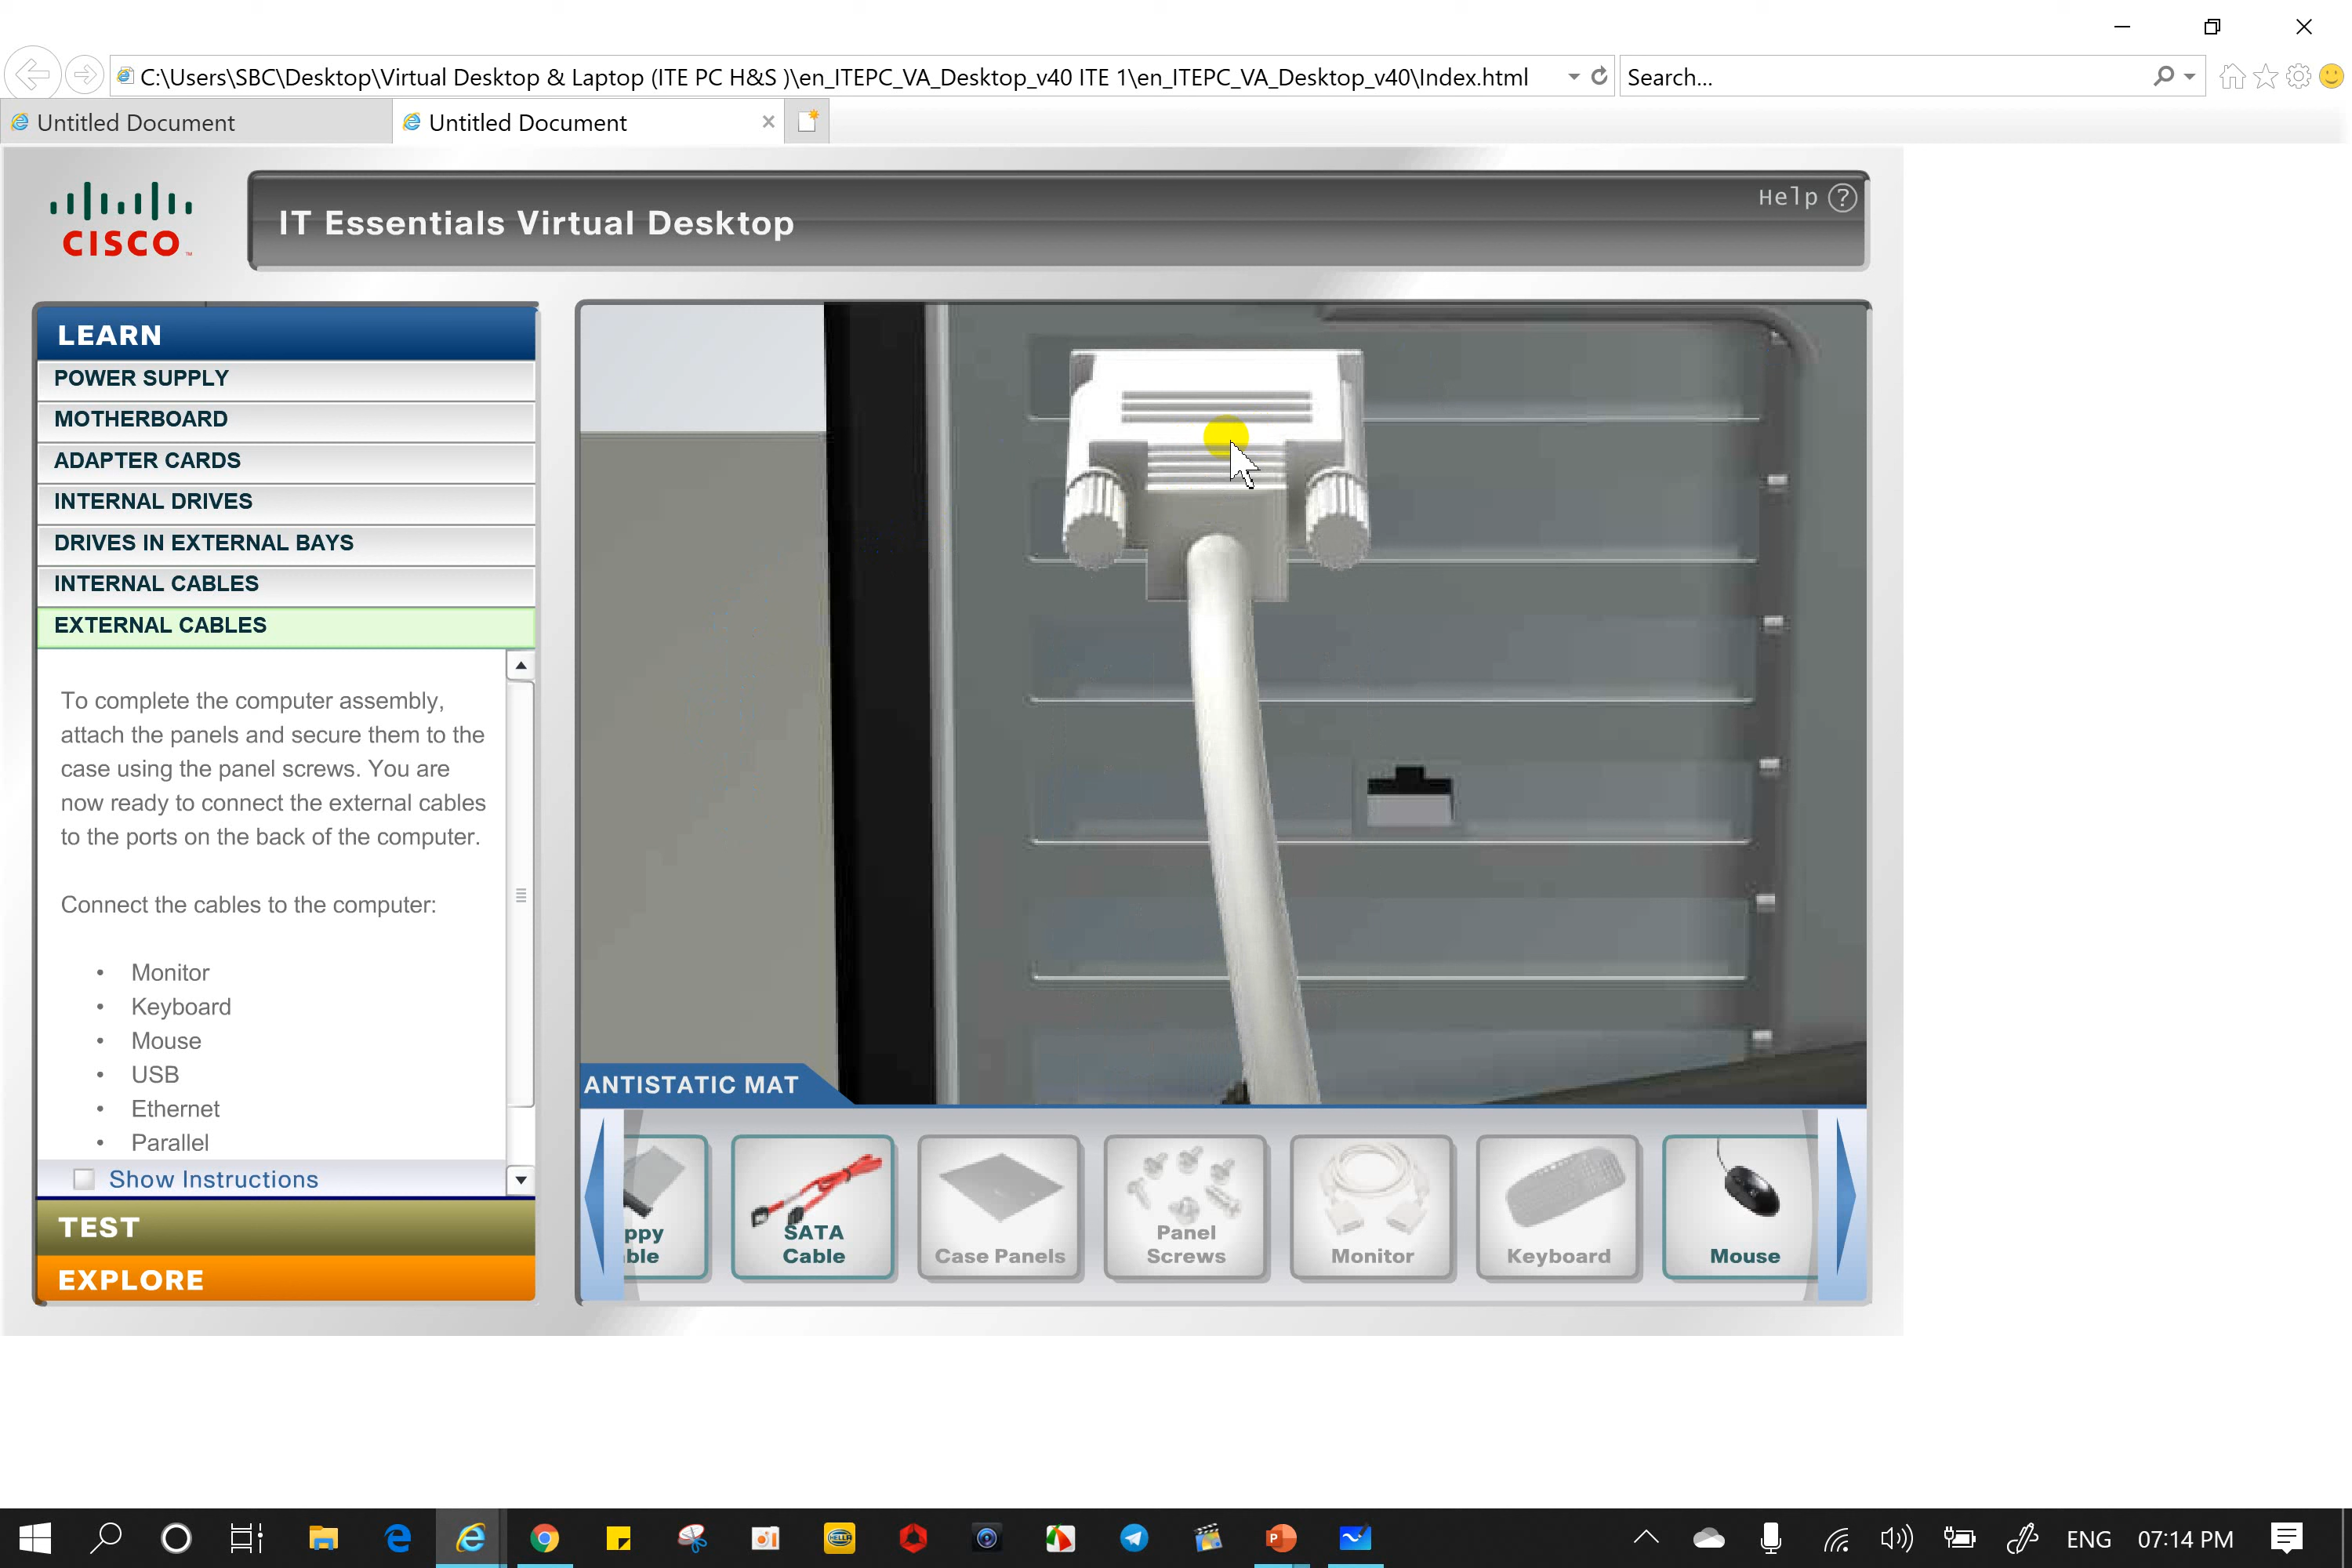 C:\Users\SBC\Desktop\Virtual Desktop & Laptop (ITE PC H&S )\en_ITEPC_VA_Desktop_v40 ITE 1\en_ITEPC_VA_Desktop_v40\Index.html
Search...
Untitled Document
Untitled Document
CISCO
IT Essentials Virtual Desktop
Help ?
LEARN
POWER SUPPLY
MOTHERBOARD
ADAPTER CARDS
INTERNAL DRIVES
DRIVES IN EXTERNAL BAYS
INTERNAL CABLES
EXTERNAL CABLES
To complete the computer assembly,
attach the panels and secure them to the
case using the panel screws. You are
now ready to connect the external cables
to the ports on the back of the computer.
Connect the cables to the computer:
• Monitor
• Keyboard
• Mouse
• USB
• Ethernet
• Parallel
Show Instructions
TEST
EXPLORE
ANTISTATIC MAT
ppy
ble
SATA
Cable
Case Panels
Panel
Screws
Monitor
Keyboard
Mouse
HELLA
ENG
07:14 PM